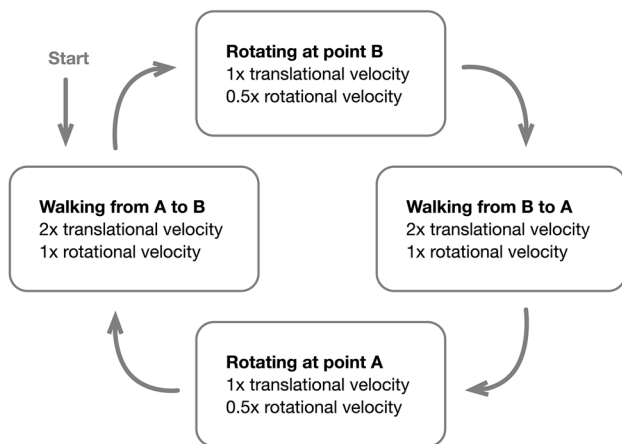 Start
Rotating at point B
1x translational velocity
0.5x rotational velocity
Walking from A to B
2x translational velocity
1x rotational velocity
Walking from B to A
2x translational velocity
1x rotational velocity
Rotating at point A
1x translational velocity
0.5x rotational velocity